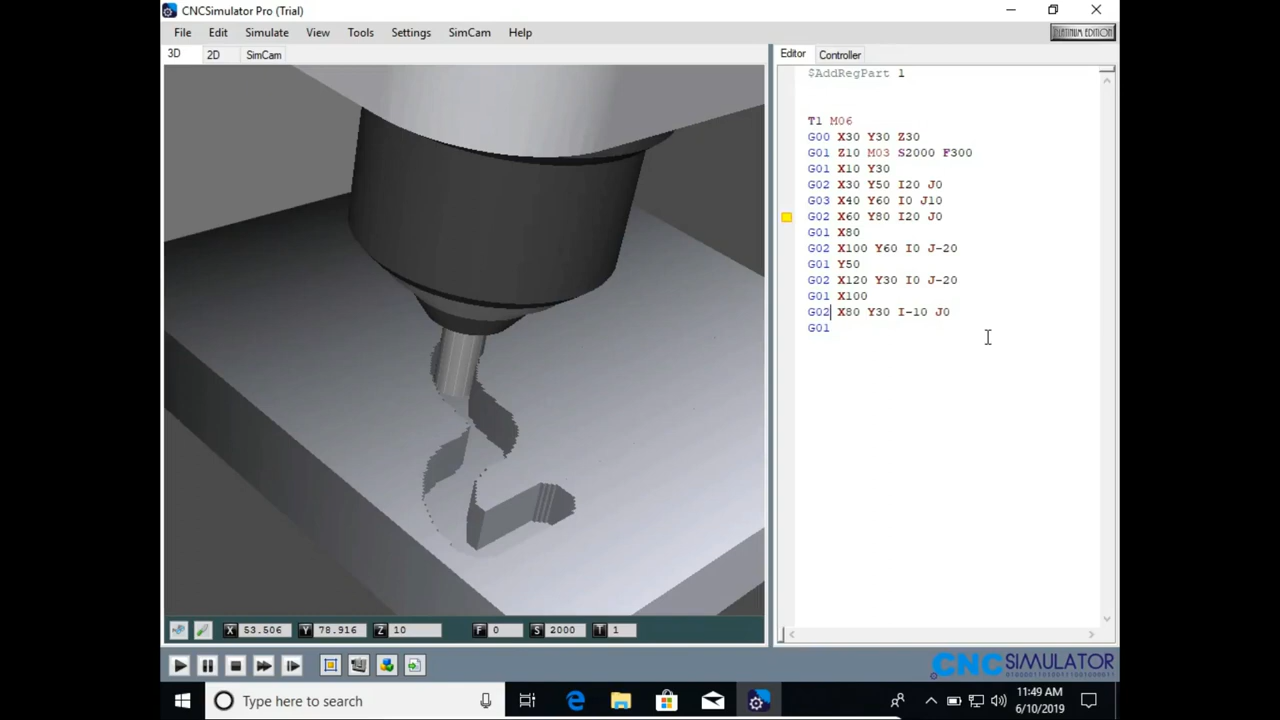 CNCSimulator Pro (Trial)
File Edit Simulate View Tools Settings SimCam Help
PLATINUM EDITION
3D 2D SimCam
Editor Controller
$AddRegPart 1
T1 M06
G00 X30 Y30 Z30
G01 Z10 M03 S2000 F300
G01 X10 Y30
G02 X30 Y50 I20 J0
G03 X40 Y60 I0 J10
G02 X60 Y80 I20 J0
G01 X80
G02 X100 Y60 I0 J-20
G01 Y50
G02 X120 Y30 I0 J-20
G01 X100
G02 X80 Y30 I-10 J0
G01
X 53.506 Y 78.916 Z 10 F 0 S 2000 T 1
CNC SIMULATOR
Type here to search
11:49 AM
6/10/2019